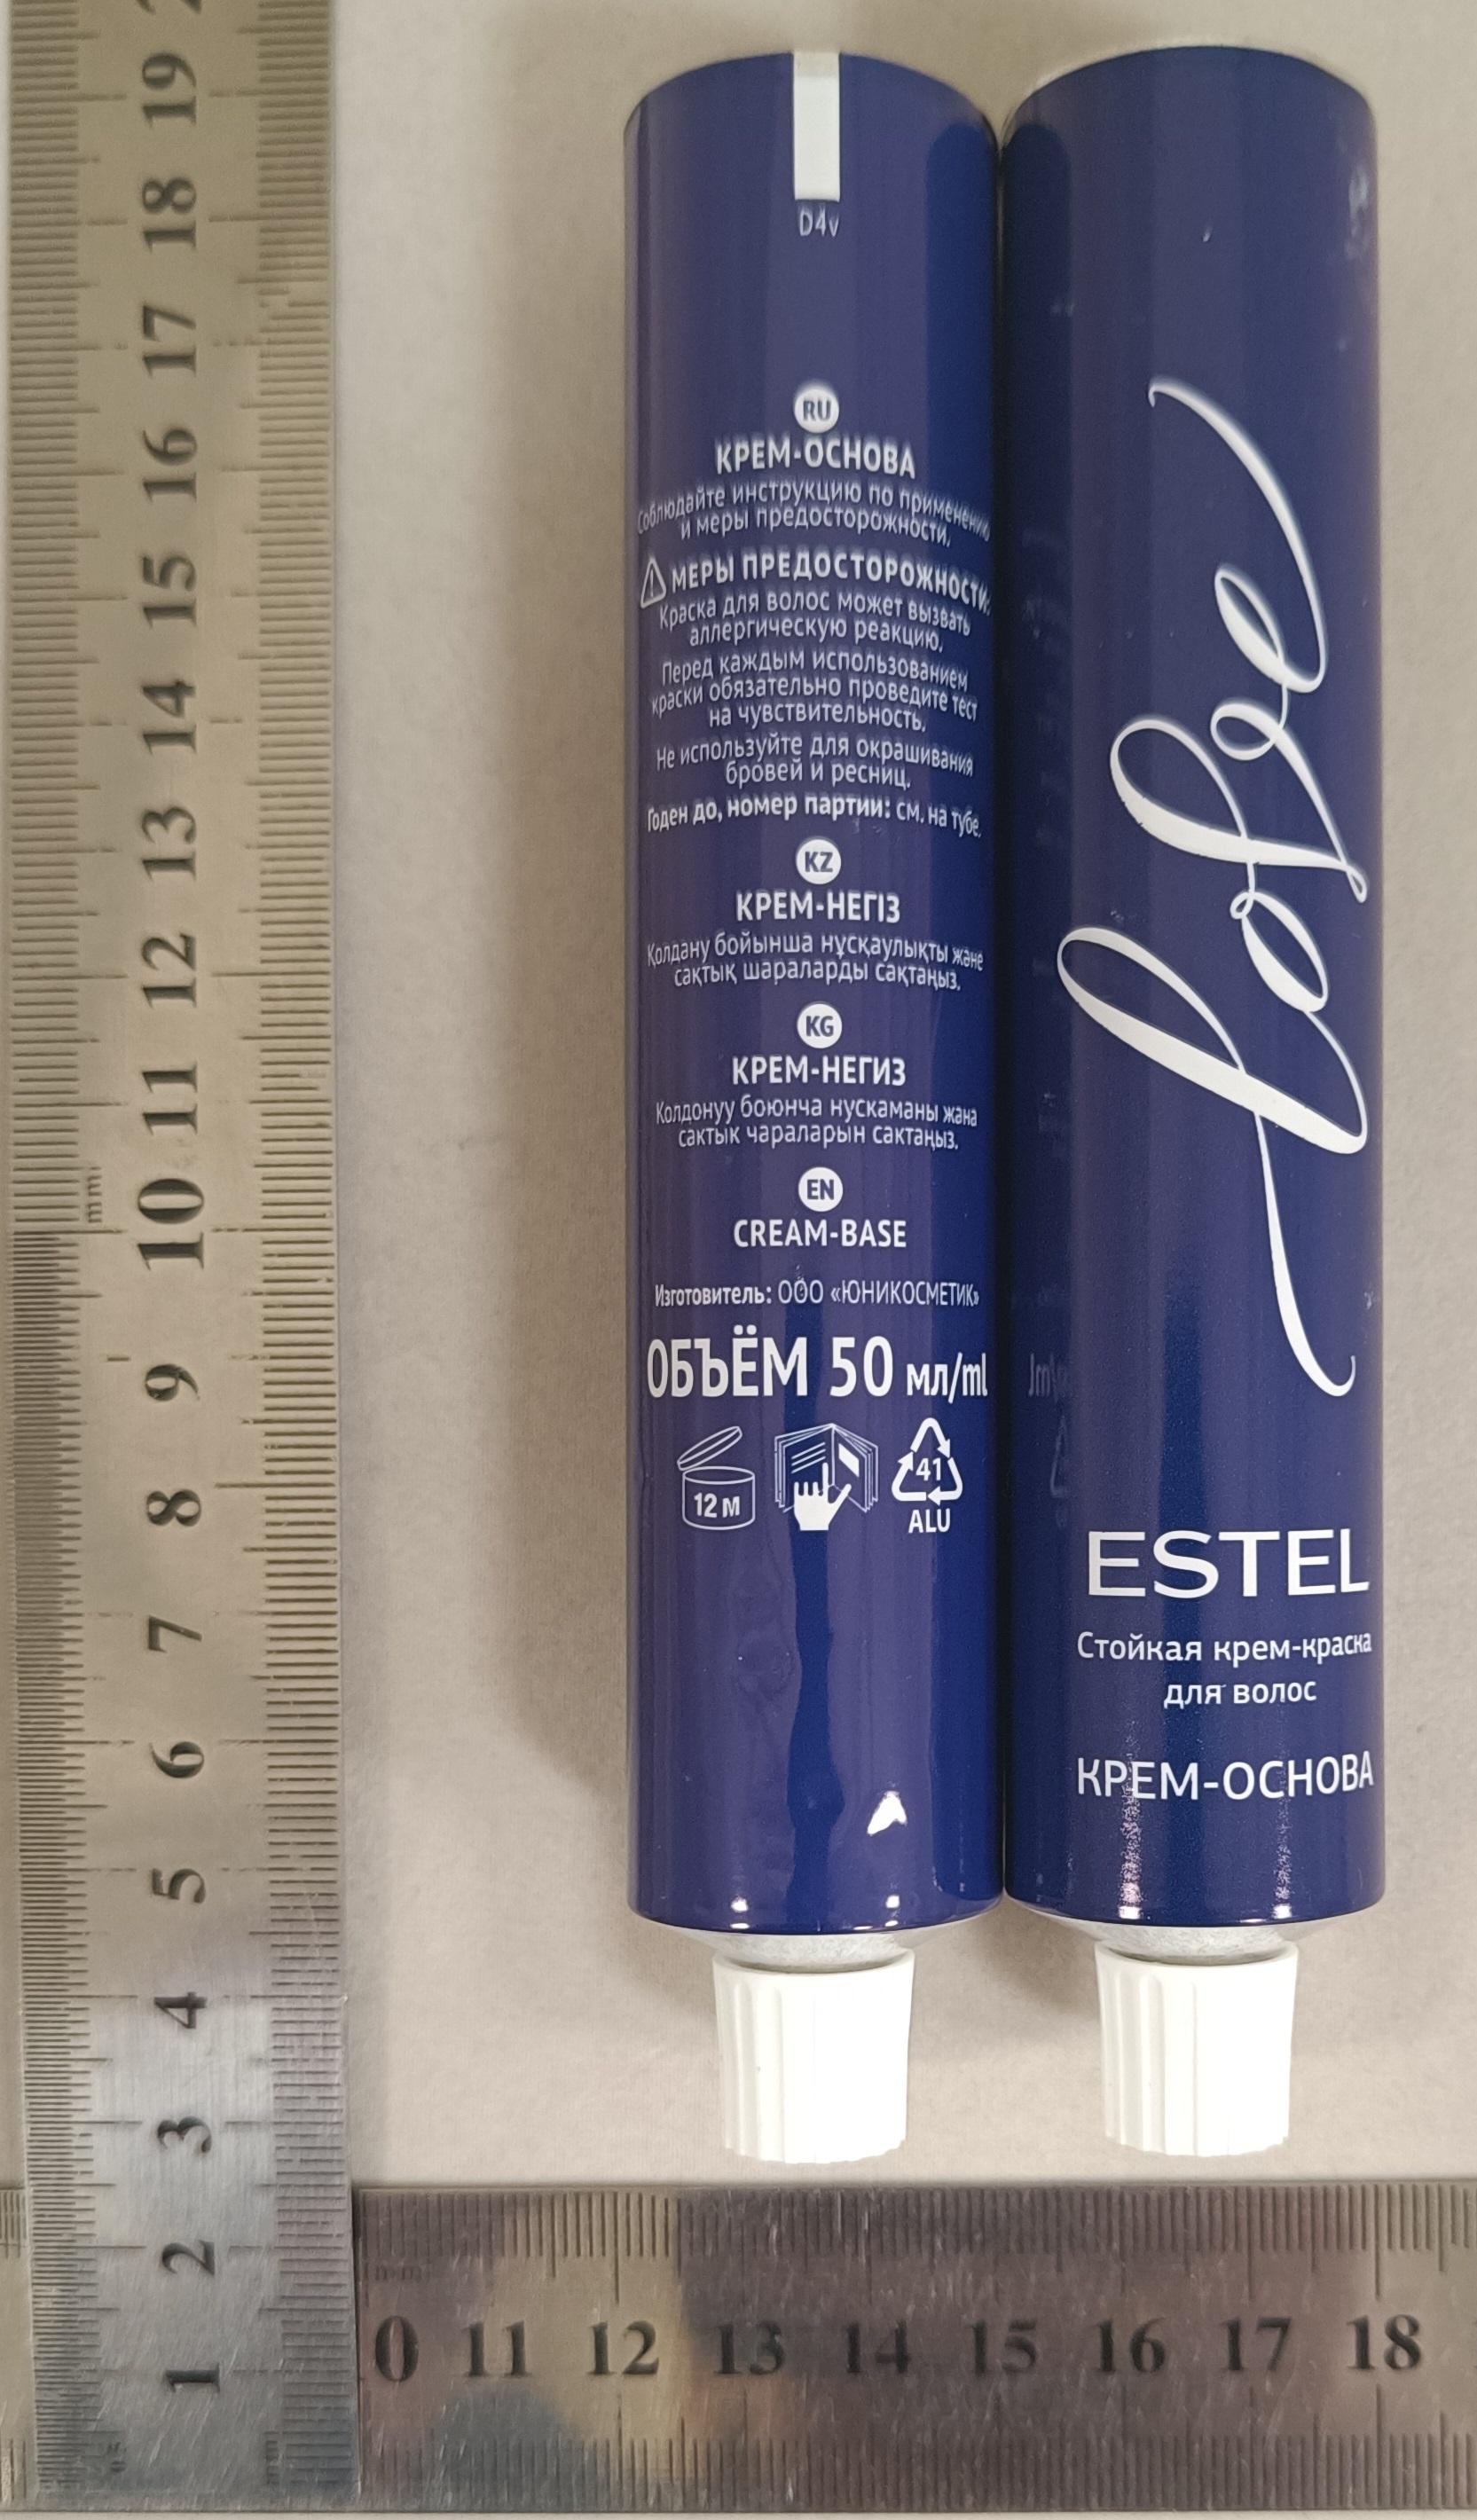 D4v
RU
КРЕМ-ОСНОВА
Соблюдайте инструкцию по применению
и меры предосторожности.
МЕРЫ ПРЕДОСТОРОЖНОСТИ:
Краска для волос может вызвать
аллергическую реакцию.
Перед каждым использованием
краски обязательно проведите тест
на чувствительность.
Не используйте для окрашивания
бровей и ресниц.
Годен до, номер партии: см. на тубе.
KZ
КРЕМ-НЕГІЗ
Қолдану бойынша нұсқаулықты және
сақтық шараларды сақтаңыз.
KG
КРЕМ-НЕГИЗ
Колдонуу боюнча нускаманы жана
сактык чараларын сактаңыз.
EN
CREAM-BASE
Изготовитель: ООО «ЮНИКОСМЕТИК»
ОБЪЁМ 50 мл/ml
12 М
41
ALU
love
ESTEL
Стойкая крем-краска
для волос
КРЕМ-ОСНОВА
19
18
17
16
15
14
13
12
11
10
mm
9
8
7
6
5
4
3
2
1
0 11 12 13 14 15 16 17 18